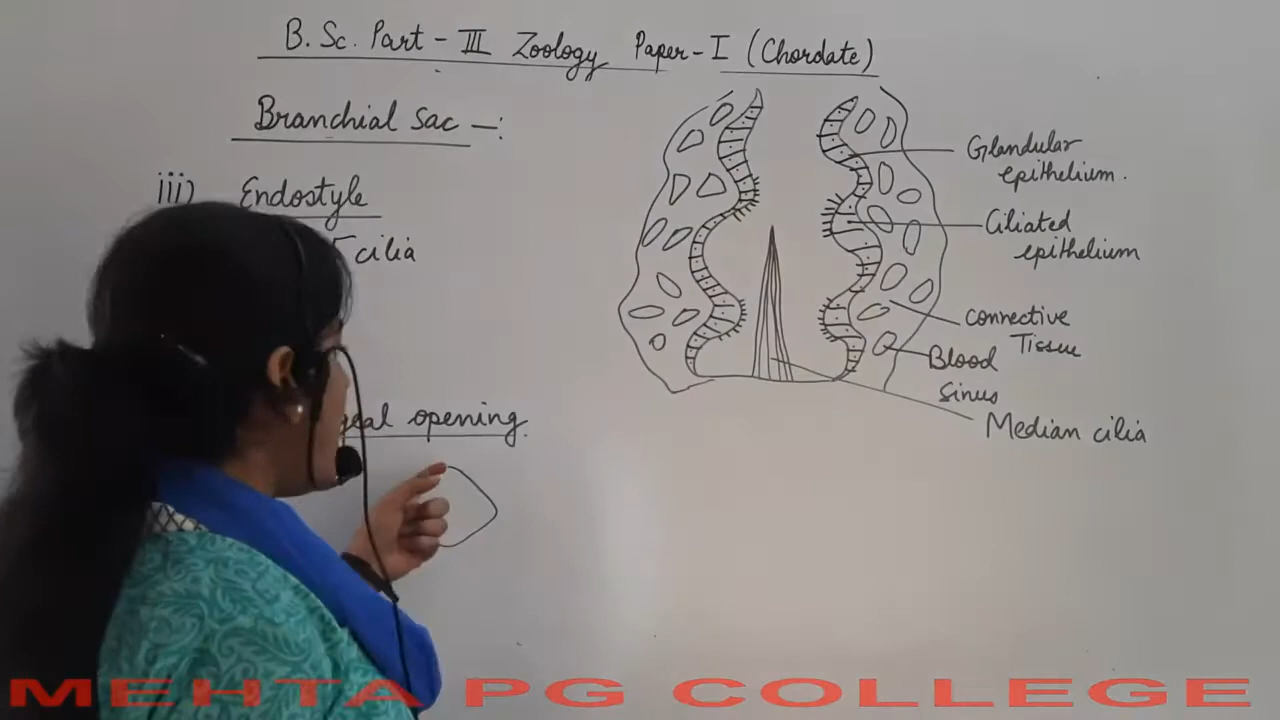 B. Sc. Part - III Zoology Paper - I (Chordate)
Branchial Sac -:
iii) Endostyle
cilia
geal opening.
Glandular
epithelium.
Ciliated
epithelium
Connective
Tissue
Blood
Sinus
Median cilia
MEHTA PG COLLEGE